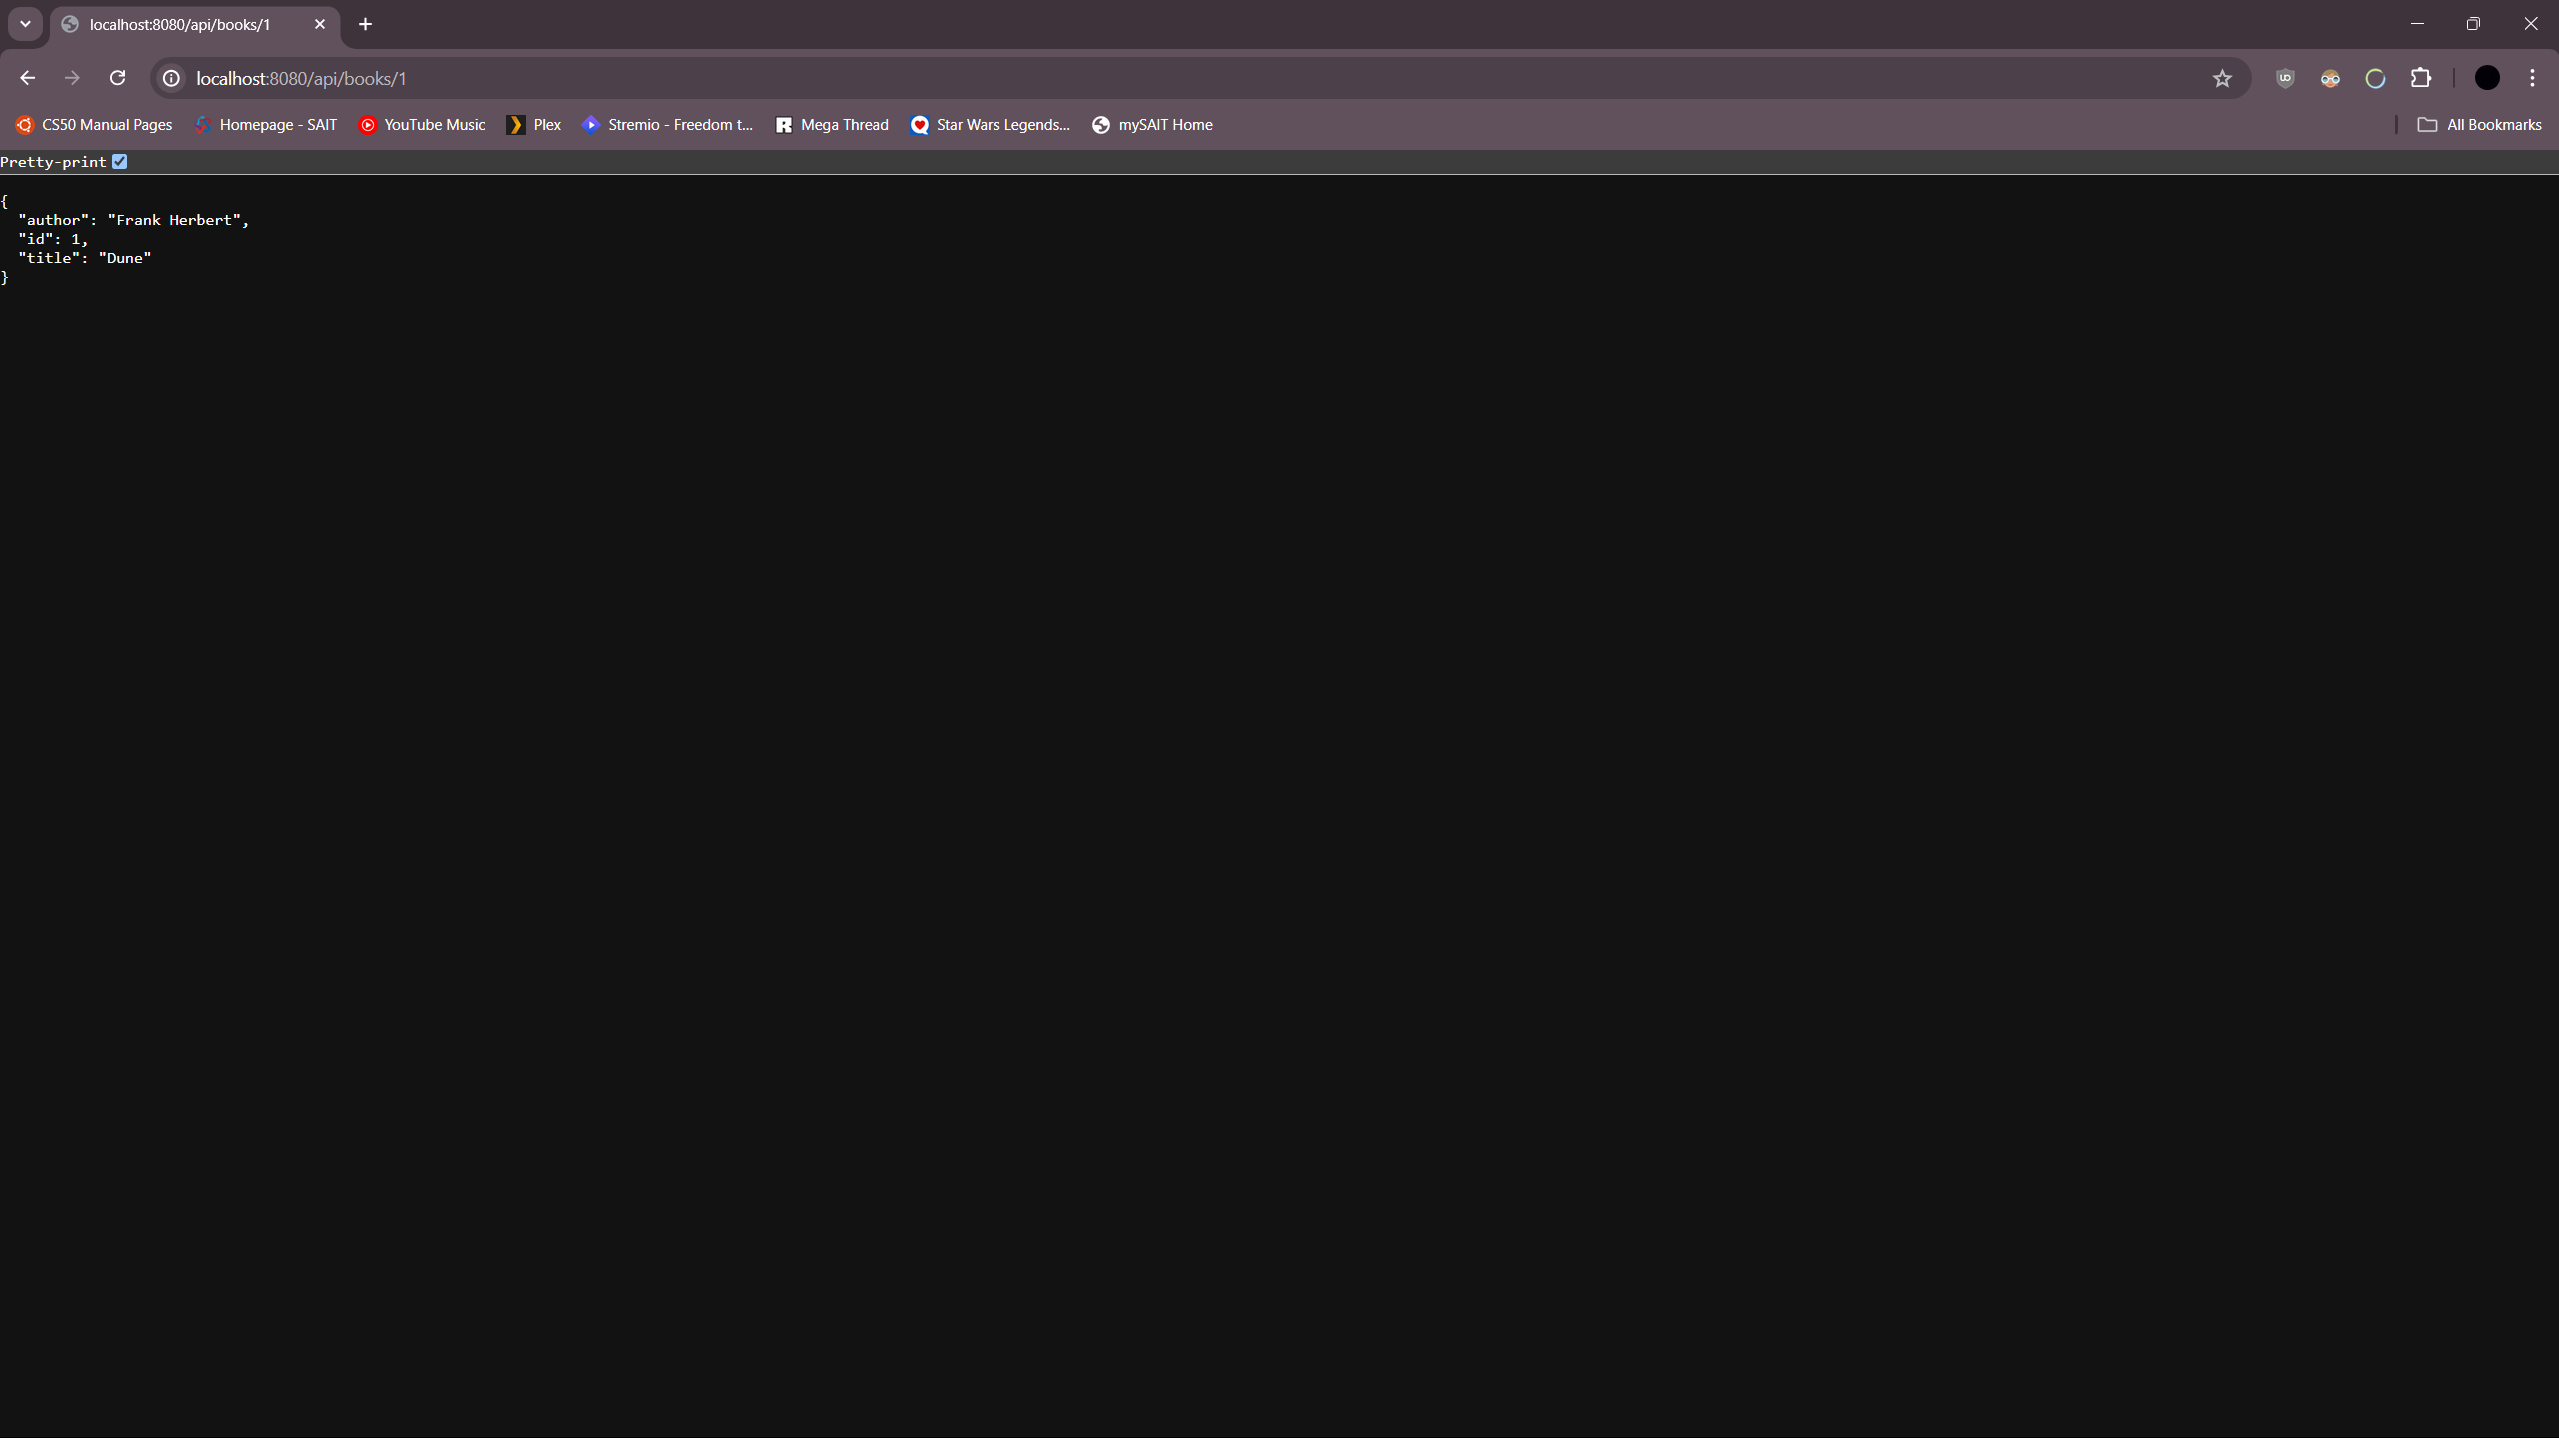 localhost:8080/api/books/1
localhost:8080/api/books/1
CS50 Manual Pages Homepage - SAIT YouTube Music Plex Stremio - Freedom t... Mega Thread Star Wars Legends... mySAIT Home All Bookmarks
Pretty-print
{
  "author": "Frank Herbert",
  "id": 1,
  "title": "Dune"
}